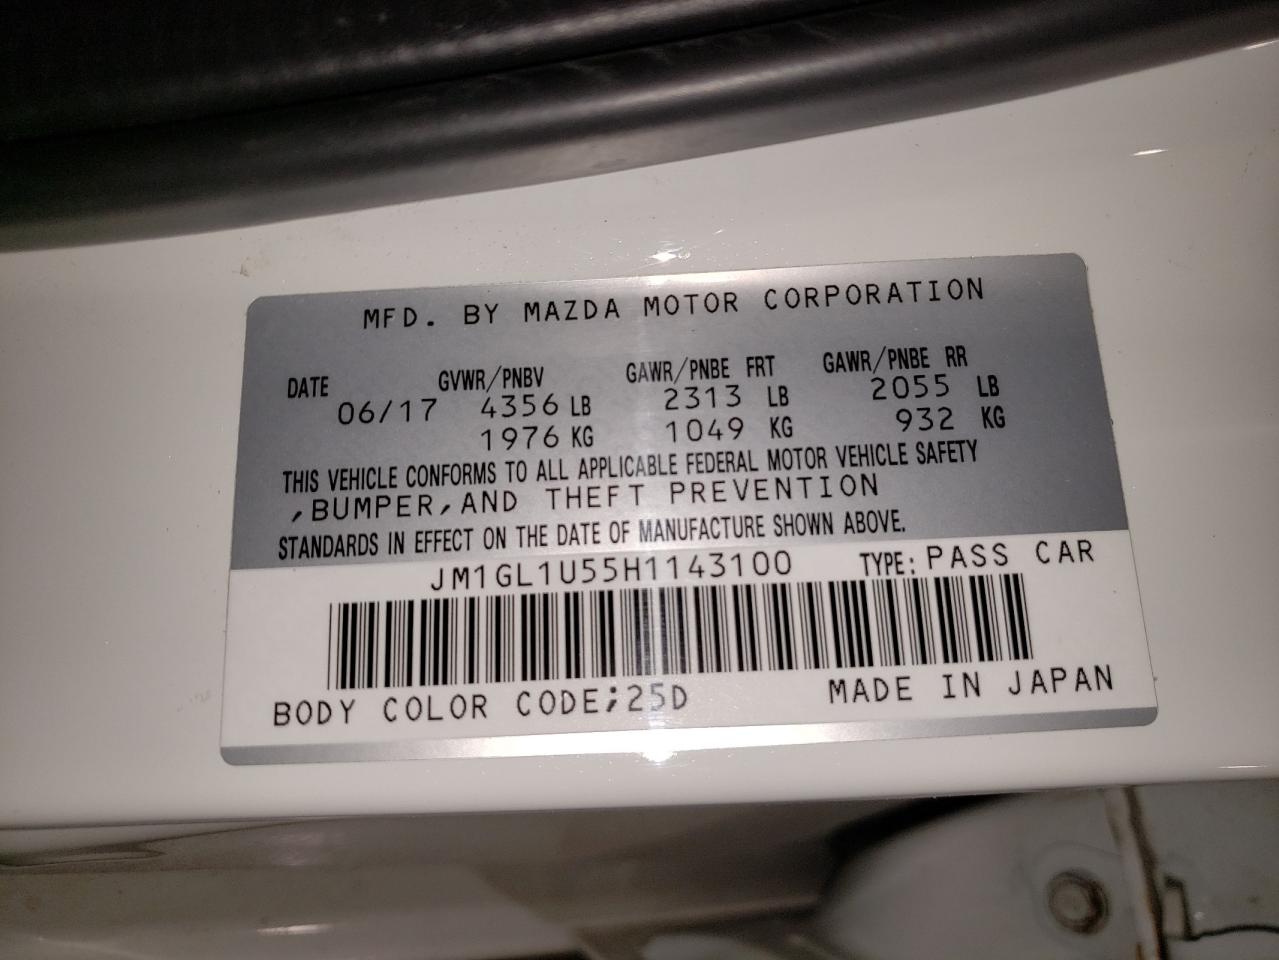 MFD. BY MAZDA MOTOR CORPORATION
DATE GVWR/PNBV GAWR/PNBE FRT GAWR/PNBE RR
06/17 4356 LB 2313 LB 2055 LB
1976 KG 1049 KG 932 KG
THIS VEHICLE CONFORMS TO ALL APPLICABLE FEDERAL MOTOR VEHICLE SAFETY
,BUMPER,AND THEFT PREVENTION
STANDARDS IN EFFECT ON THE DATE OF MANUFACTURE SHOWN ABOVE.
JM1GL1U55H1143100 TYPE: PASS CAR
BODY COLOR CODE;25D MADE IN JAPAN